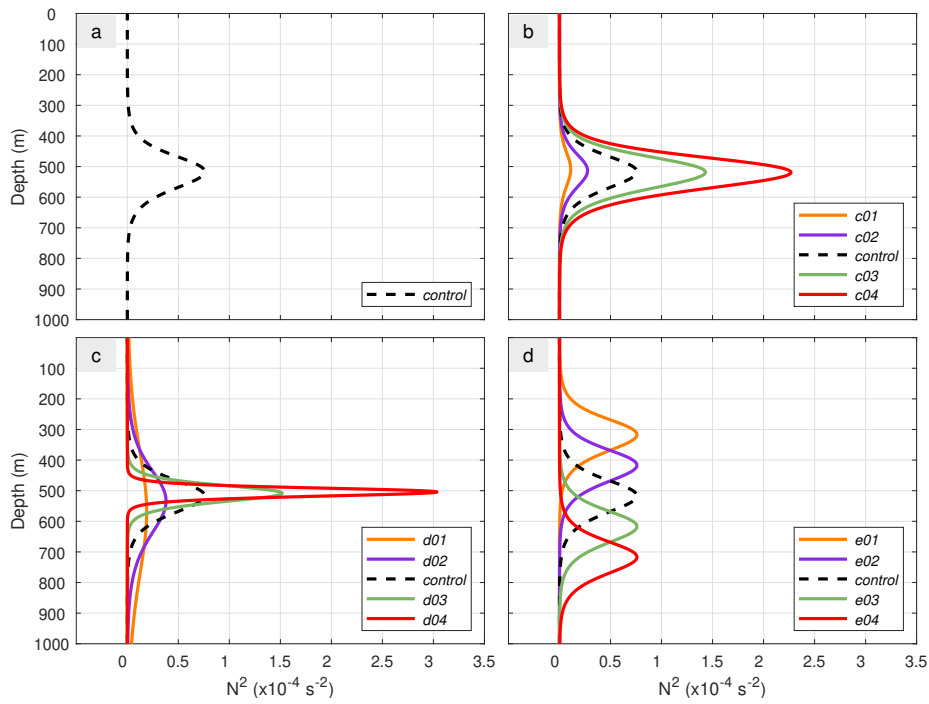 a
0
100
200
300
400
500
600
700
800
900
1000
Depth (m)
control
b
c01
c02
control
c03
c04
c
100
200
300
400
500
600
700
800
900
1000
Depth (m)
d01
d02
control
d03
d04
0 0.5 1 1.5 2 2.5 3 3.5
N² (x10⁻⁴ s⁻²)
d
e01
e02
control
e03
e04
0 0.5 1 1.5 2 2.5 3 3.5
N² (x10⁻⁴ s⁻²)